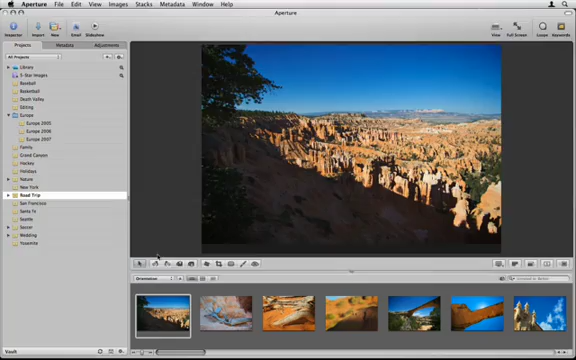 Aperture File Edit View Images Stacks Metadata Window Help
Aperture
Inspector Import New Email Slideshow View Full Screen Loupe Keywords
Projects Metadata Adjustments
All Projects
Library
5-Star Images
Baseball
Basketball
Death Valley
Editing
Europe
Europe 2005
Europe 2006
Europe 2007
Family
Grand Canyon
Hockey
Holidays
Nature
New York
Road Trip
San Francisco
Santa Fe
Seattle
Soccer
Wedding
Yosemite
Orientation
Vault